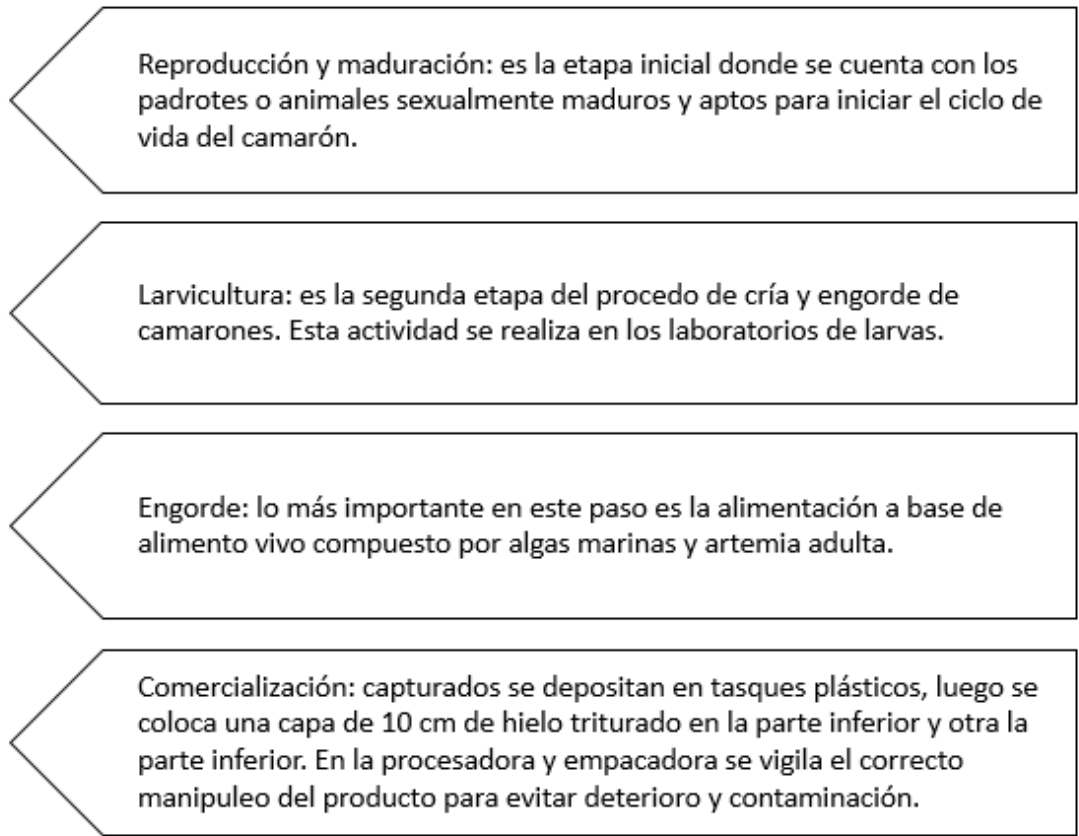 Reproducción y maduración: es la etapa inicial donde se cuenta con los
padrotes o animales sexualmente maduros y aptos para iniciar el ciclo de
vida del camarón.
Larvicultura: es la segunda etapa del procedo de cría y engorde de
camarones. Esta actividad se realiza en los laboratorios de larvas.
Engorde: lo más importante en este paso es la alimentación a base de
alimento vivo compuesto por algas marinas y artemia adulta.
Comercialización: capturados se depositan en tasques plásticos, luego se
coloca una capa de 10 cm de hielo triturado en la parte inferior y otra la
parte inferior. En la procesadora y empacadora se vigila el correcto
manipuleo del producto para evitar deterioro y contaminación.